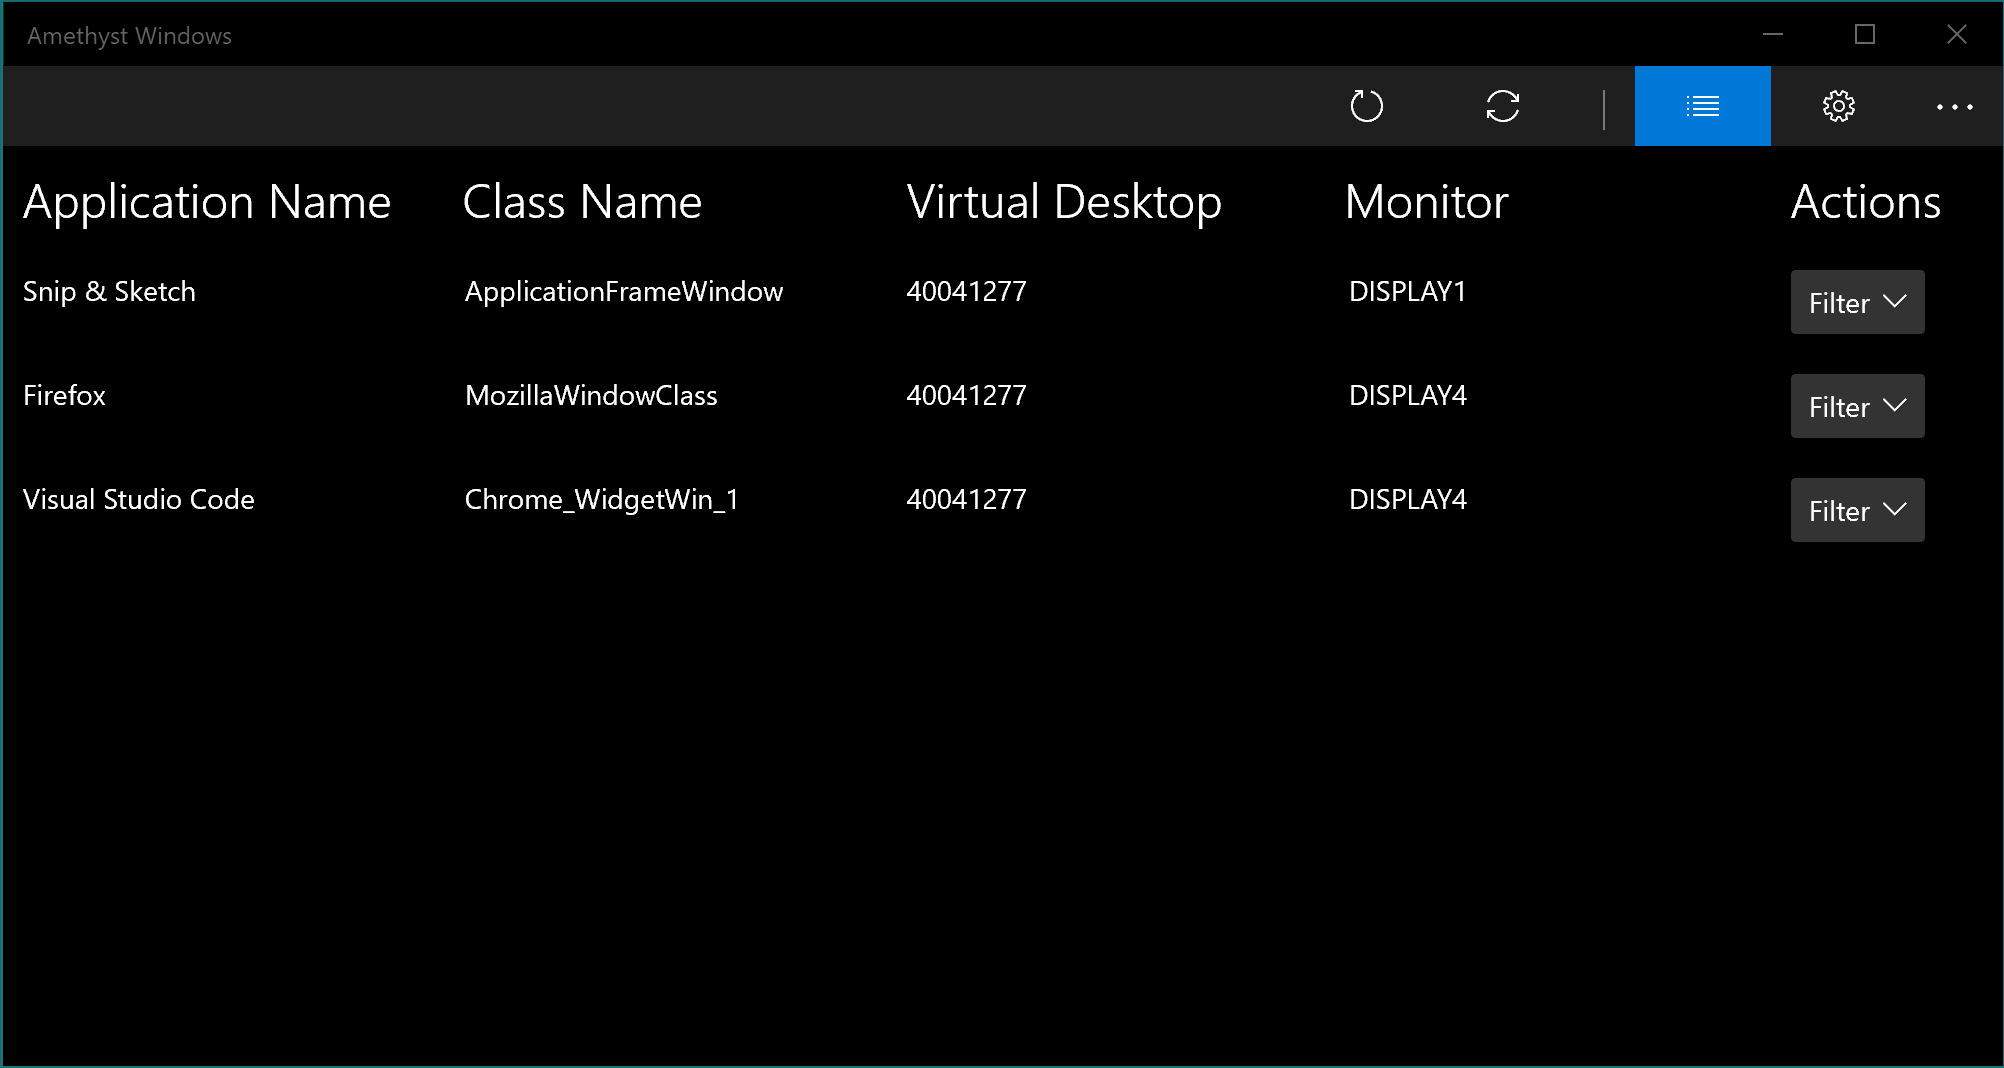 Amethyst Windows
Application Name Class Name Virtual Desktop Monitor Actions
Snip & Sketch ApplicationFrameWindow 40041277 DISPLAY1 Filter
Firefox MozillaWindowClass 40041277 DISPLAY4 Filter
Visual Studio Code Chrome_WidgetWin_1 40041277 DISPLAY4 Filter